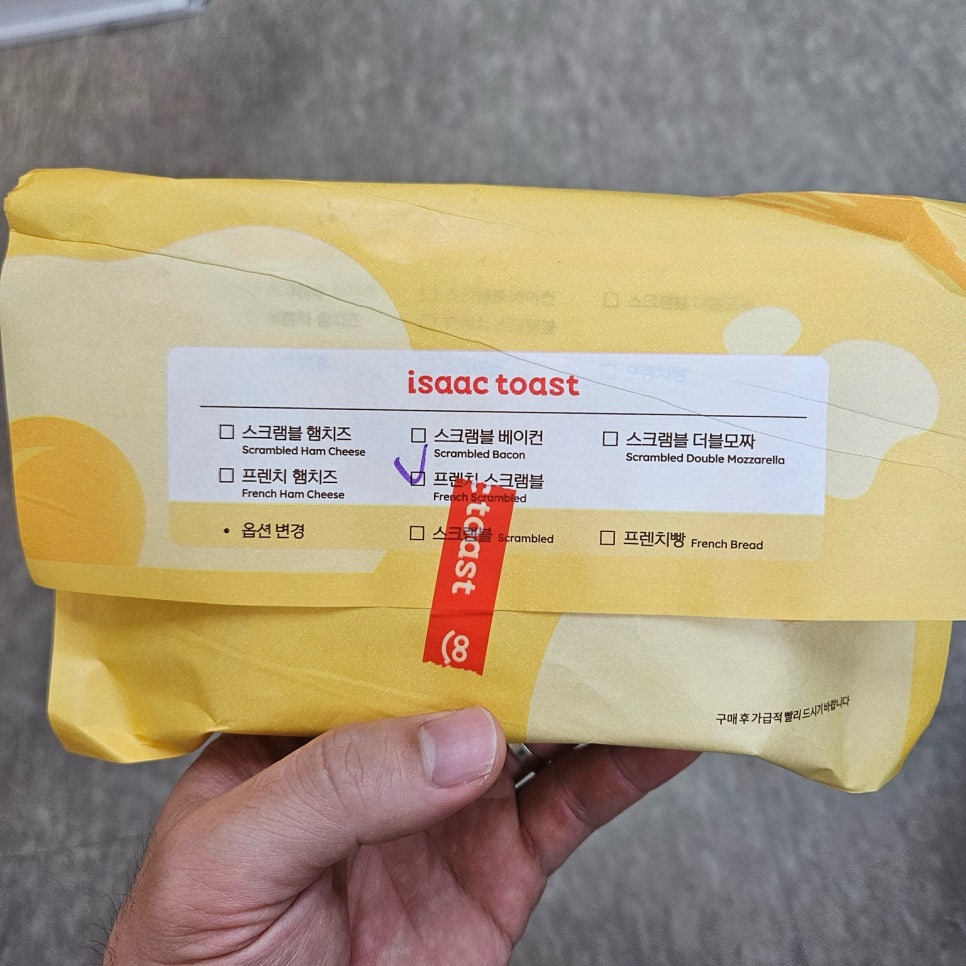 isaac toast
☐ 스크램블 햄치즈 ☐ 스크램블 베이컨 ☐ 스크램블 더블모짜
Scrambled Ham Cheese Scrambled Bacon Scrambled Double Mozzarella
☐ 프렌치 햄치즈 ☑ 프렌치 스크램블
French Ham Cheese French Scrambled
• 옵션 변경 ☐ 스크램블 Scrambled ☐ 프렌치빵 French Bread
toast
구매 후 가급적 빨리 드시기 바랍니다